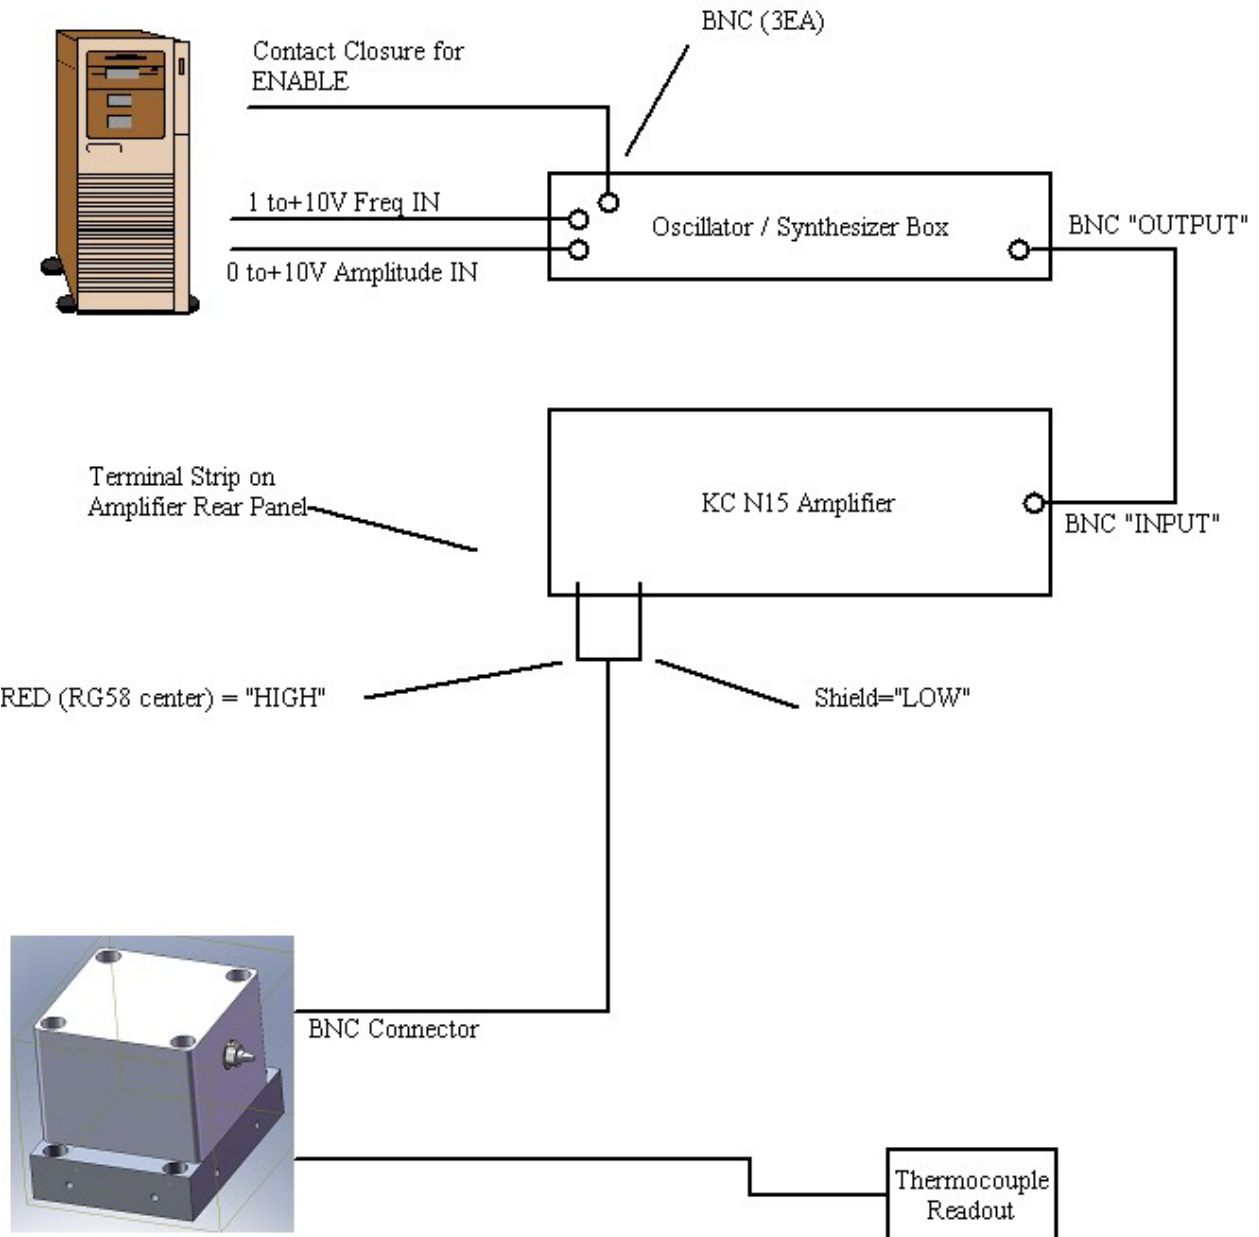 BNC (3EA)
Contact Closure for
ENABLE
1 to+10V Freq IN
0 to+10V Amplitude IN
Oscillator / Synthesizer Box
BNC "OUTPUT"
Terminal Strip on
Amplifier Rear Panel
KC N15 Amplifier
BNC "INPUT"
RED (RG58 center) = "HIGH"
Shield="LOW"
BNC Connector
Thermocouple
Readout